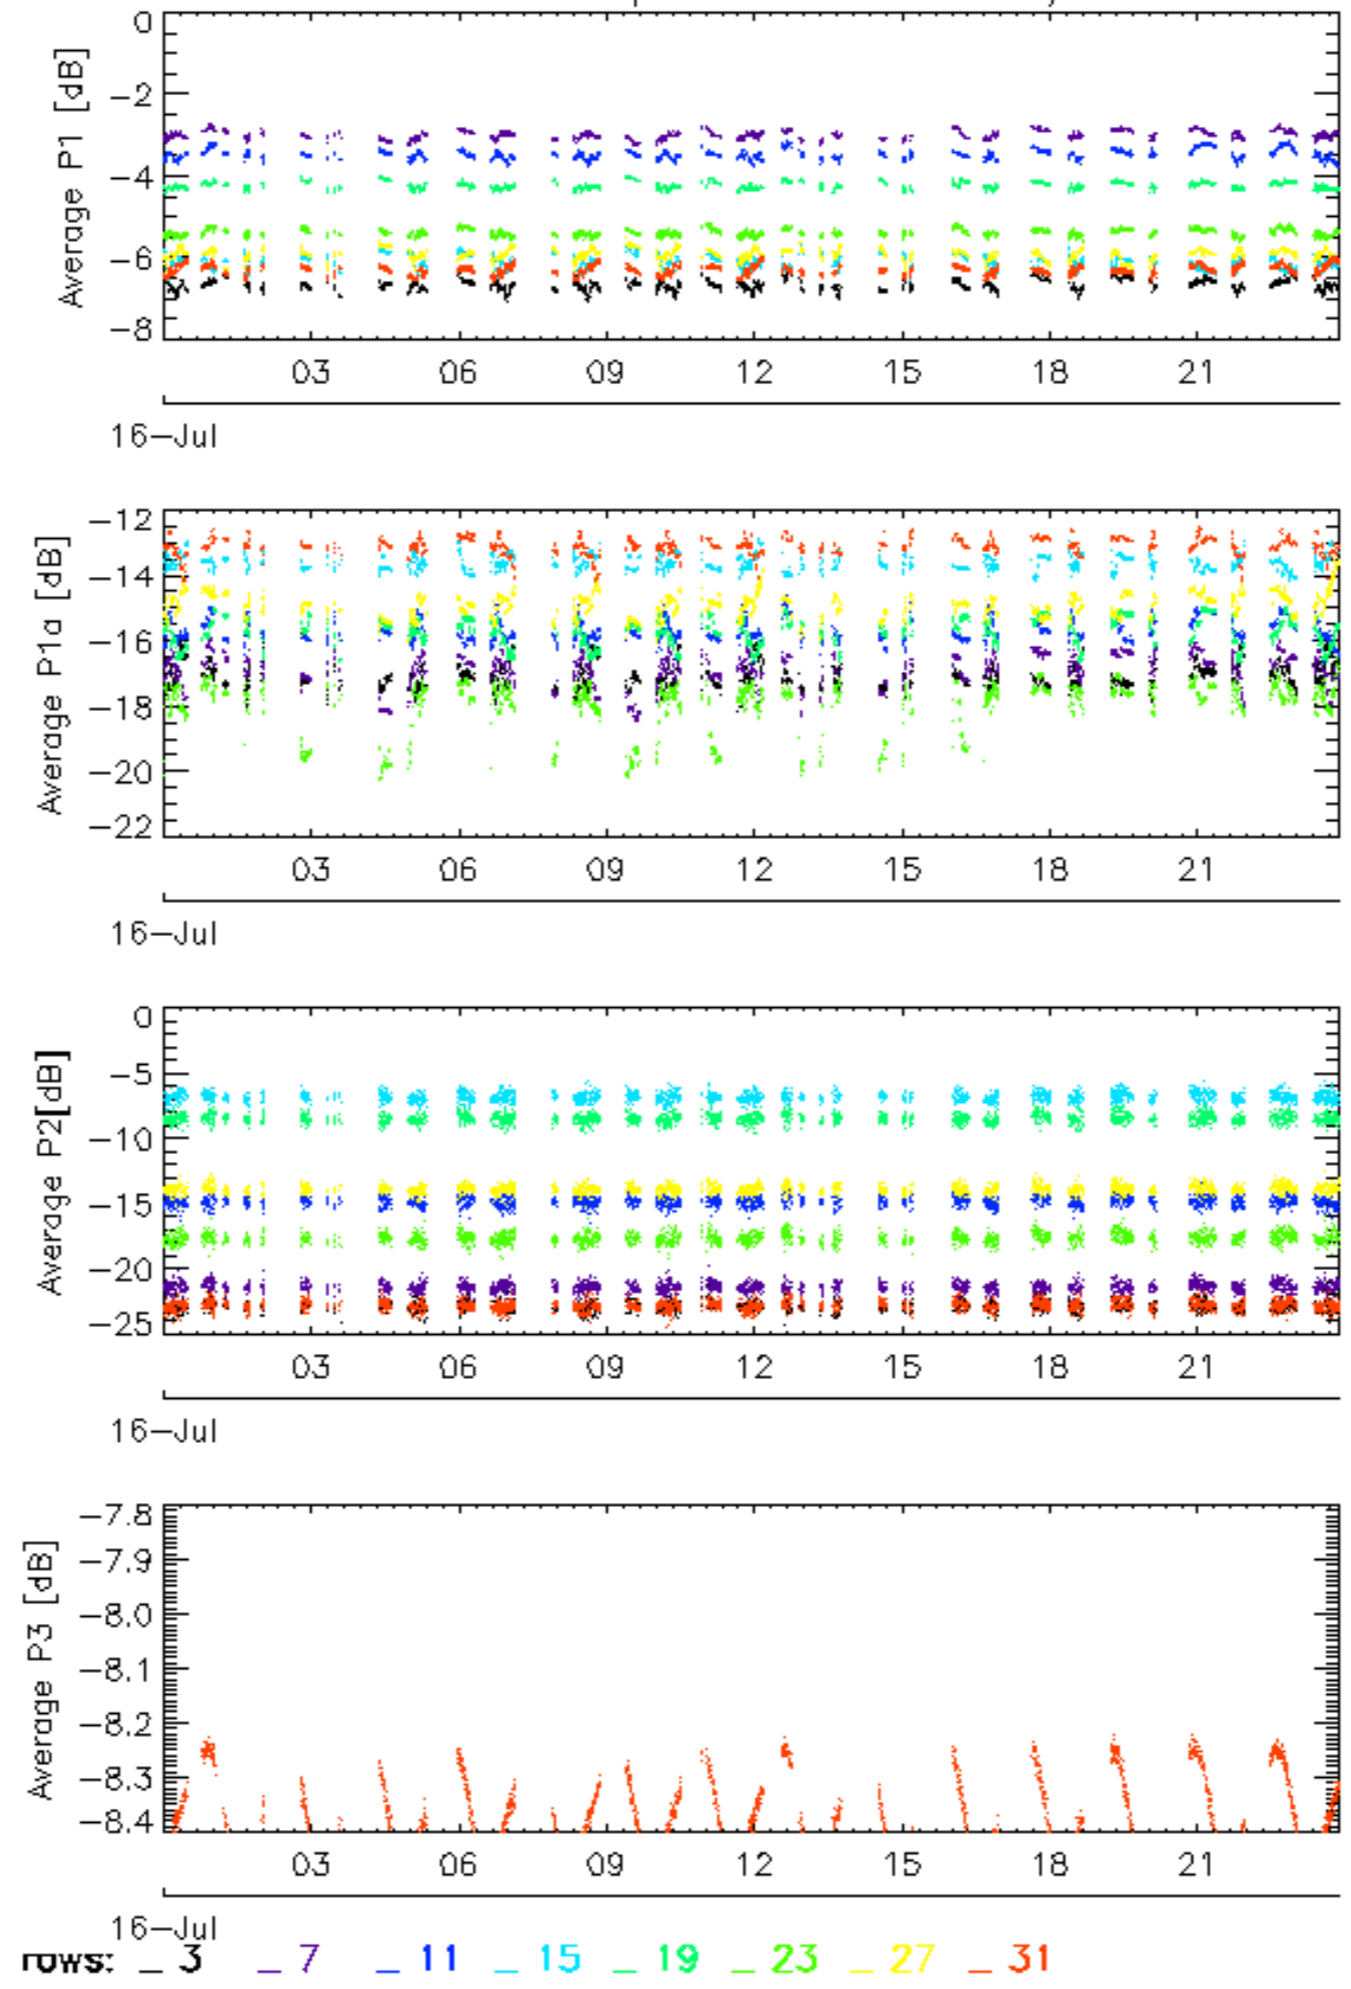 0
−2
−4
−6
−8
Average P1 [dB]
03 06 09 12 15 18 21
16−Jul
−12
−14
−16
−18
−20
−22
Average P1a [dB]
03 06 09 12 15 18 21
16−Jul
0
−5
−10
−15
−20
−25
Average P2[dB]
03 06 09 12 15 18 21
16−Jul
−7.8
−7.9
−8.0
−8.1
−8.2
−8.3
−8.4
Average P3 [dB]
03 06 09 12 15 18 21
16−Jul
rows: _ 3 _ 7 _ 11 _ 15 _ 19 _ 23 _ 27 _ 31